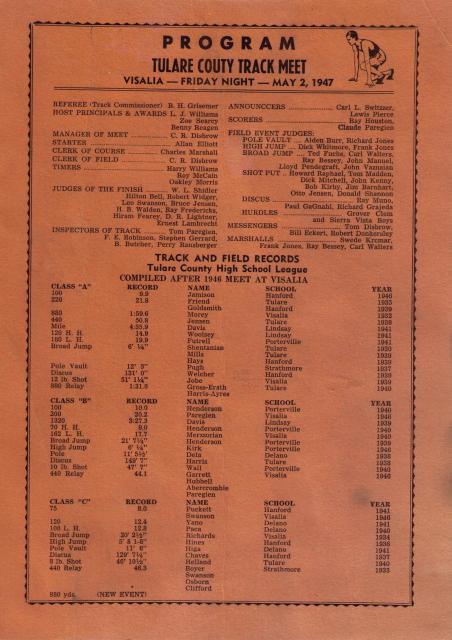 PROGRAM
TULARE COUTY TRACK MEET
VISALIA — FRIDAY NIGHT — MAY 2, 1947
REFEREE (Track Commissioner) B. H. Grisemer
HOST PRINCIPALS & AWARDS L. J. Williams
Zoe Searcy
Benny Reagen
MANAGER OF MEET C. R. Disbrow
STARTER Allan Elliott
CLERK OF COURSE Charles Marshall
CLERK OF FIELD C. R. Disbrow
TIMERS Harry Williams
Roy McCain
Oakley Morris
JUDGES OF THE FINISH W. L. Shidler
Hilton Bell, Robert Widger,
Leo Swanson, Bruce Jensen,
H. B. Wilden, Ray Fredericks,
Hiram Fearey, D. R. Lightner,
Ernest Lambrecht
INSPECTORS OF TRACK Tom Paregien,
F. E. Robinson, Stephen Gerrard,
B. Butcher, Perry Ransberger
ANNOUNCERS Carl L. Switzer,
Lewis Pierce
SCORERS Ray Houston,
Claude Paregien
FIELD EVENT JUDGES:
POLE VAULT Alden Burr, Richard Jones
HIGH JUMP Dick Whitmore, Frank Jones
BROAD JUMP Ted Fuchs, Carl Walters,
Ray Bessey, John Manuel,
Lloyd Pendegraft, John Vaznaian
SHOT PUT Howard Raphael, Tom Madden,
Dick Mitchell, John Kenny,
Bob Kirby, Jim Barnhart,
Otto Jensen, Donald Shannon
DISCUS Ray Muno,
Paul GaGnahl, Richard Grajeda
HURDLES Grover Clem
and Sierra Vista Boys
MESSENGERS Tom Disbrow,
Bill Eckert, Robert Donkersley
MARSHALLS Swede Kremar,
Frank Jones, Ray Bessey, Carl Walters
TRACK AND FIELD RECORDS
Tulare County High School League
COMPILED AFTER 1946 MEET AT VISALIA
CLASS "A" RECORD NAME SCHOOL YEAR
100 9.9 Jamison Hanford 1946
220 21.8 Friend Tulare 1935
Goldsmith Hanford 1939
880 1:59.6 Morey Visalia 1932
440 50.8 Jensen Tulare 1938
Mile 4:35.9 Davis Lindsay 1941
120 H. H. 14.9 Woolsey Lindsay 1941
180 L. H. 19.9 Futrell Porterville 1941
Broad Jump 6' ¼" Shentanian Tulare 1930
Mills Tulare 1939
Hays Hanford 1939
Pole Vault 12' 5" Pugh Strathmore 1937
Discus 131' 0" Welcher Hanford 1939
12 lb. Shot 51' 1¼" Jobe Visalia 1939
880 Relay 1:31.8 Gross-Erath Tulare 1940
Harris-Ayres
CLASS "B" RECORD NAME SCHOOL YEAR
100 10.0 Henderson Porterville 1940
200 20.2 Paregien Visalia 1946
1320 3:27.3 Davis Lindsay 1939
70 H. H. 9.0 Henderson Porterville 1940
162 L. H. 17.7 Merzorian Visalia 1940
Broad Jump 21' 7½" Henderson Porterville 1939
High Jump 6' ¼" Kirk Porterville 1946
Pole 11' 5½" Dela Delano 1938
Discus 149' 7" Harris Tulare 1933
10 lb. Shot 47' 7" Wall Porterville 1940
440 Relay 44.1 Garrett Visalia 1946
Hubbell
Abercrombie
Paregien
CLASS "C" RECORD NAME SCHOOL YEAR
75 8.0 Puckett Hanford 1941
Swanson Visalia 1946
120 12.4 Yano Delano 1941
100 L. H. 12.8 Paca Delano 1940
Broad Jump 20' 2½" Richards Visalia 1934
High Jump 5' 8 1-8" Hines Hanford 1936
Pole Vault 11' 6" Higa Delano 1941
Discus 129' 7¼" Chaves Hanford 1937
8 lb. Shot 46' 10½" Helland Tulare 1940
440 Relay 46.3 Boyer Strathmore 1933
Swanson
Osborn
Clifford
880 yds. (NEW EVENT)